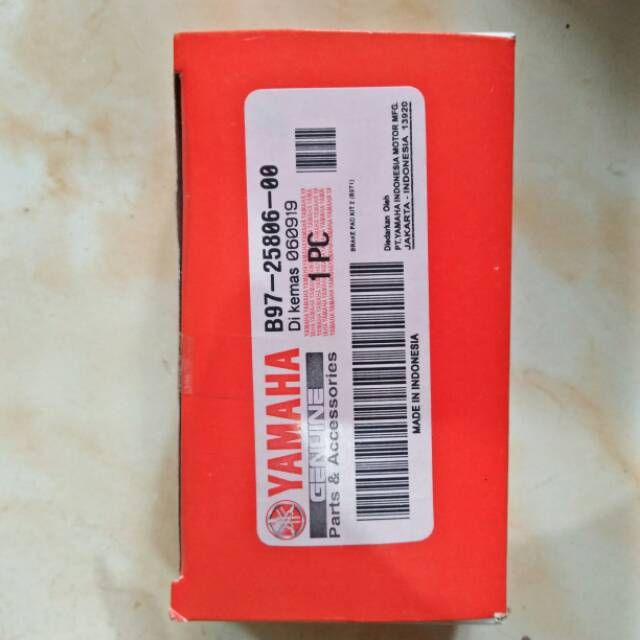 YAMAHA
GENUINE
Parts & Accessories
B97-25806-00
Di kemas 060919
1 PC
BRAKE PAD KIT 2 (B971)
Diedarkan Oleh
PT.YAMAHA INDONESIA MOTOR MFG.
JAKARTA - INDONESIA 13920
MADE IN INDONESIA